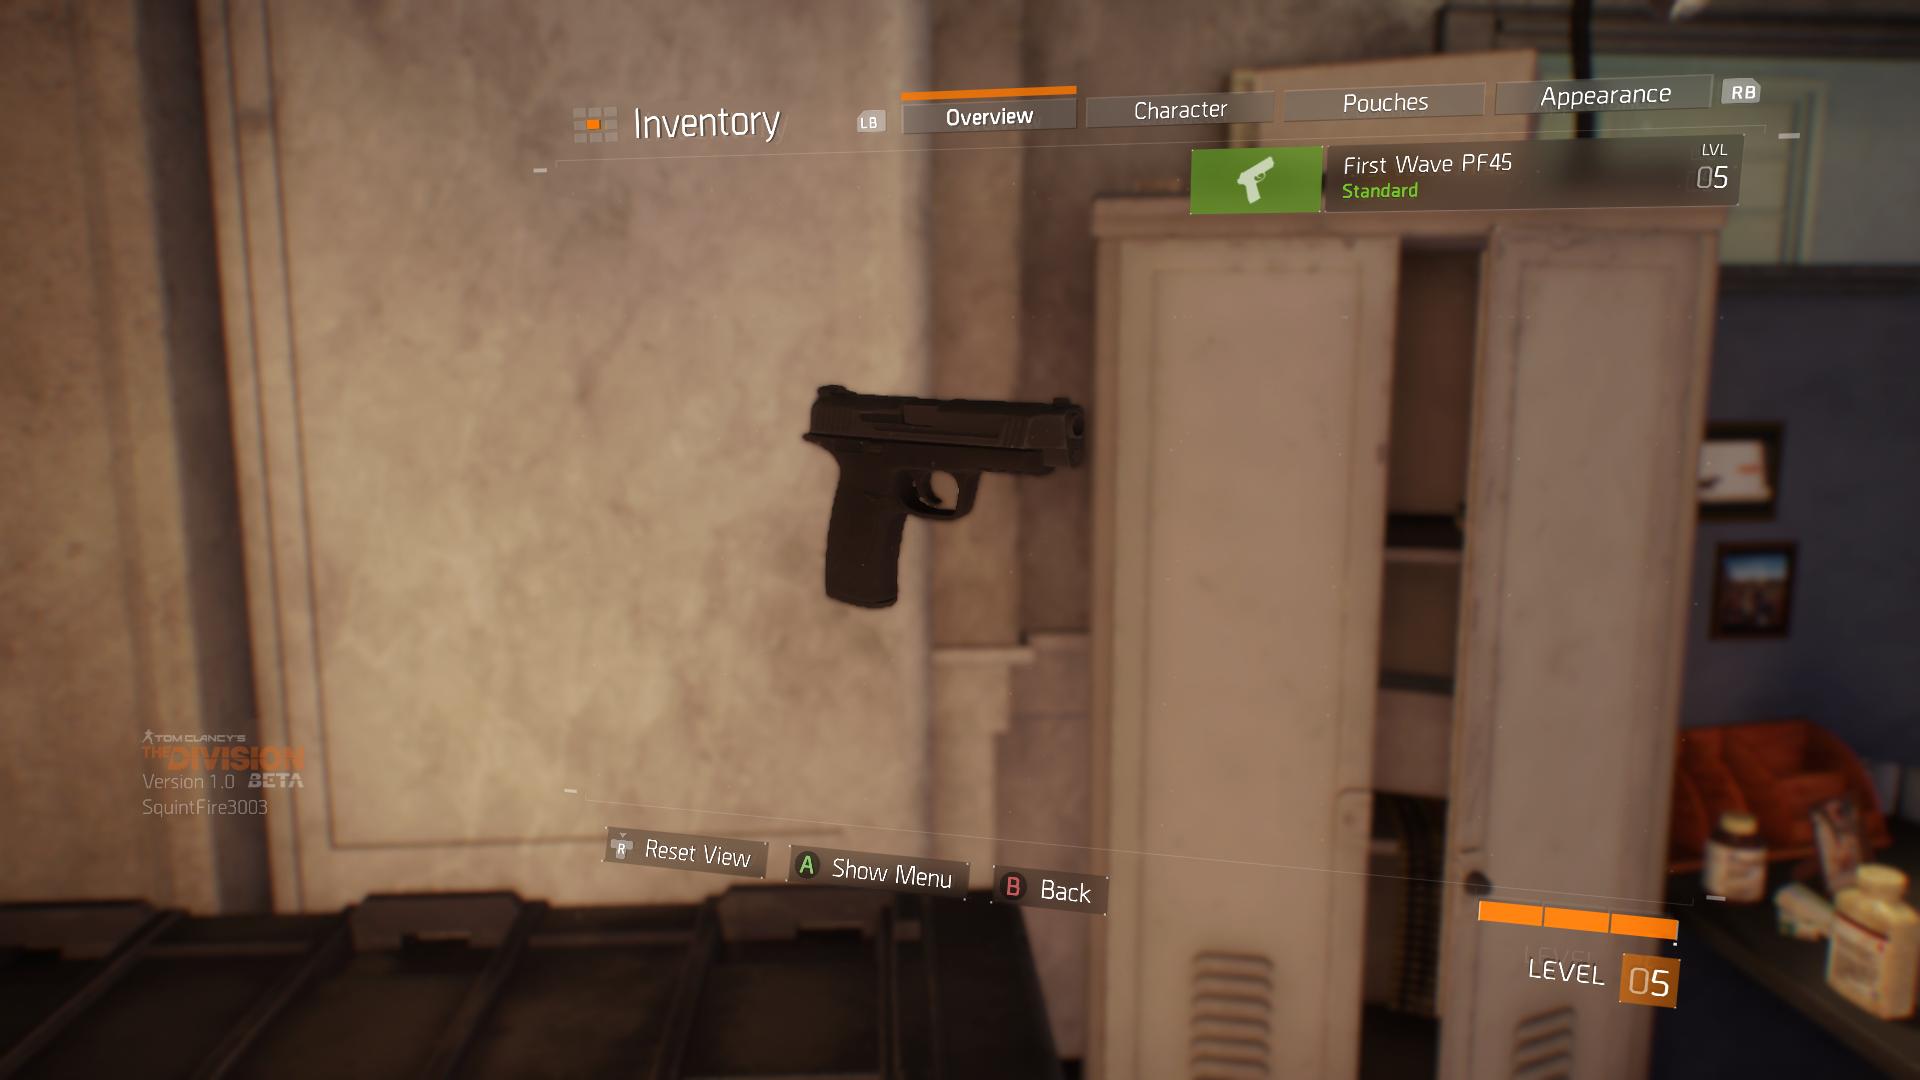 Inventory
LB
Overview
Character
Pouches
Appearance
RB
First Wave PF45
Standard
LVL
05
TOM CLANCY'S
THE DIVISION
Version 1.0 BETA
SquintFire3003
R Reset View
A Show Menu
B Back
LEVEL 05